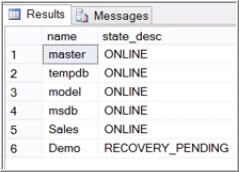 Results Messages
name state_desc
1 master ONLINE
2 tempdb ONLINE
3 model ONLINE
4 msdb ONLINE
5 Sales ONLINE
6 Demo RECOVERY_PENDING